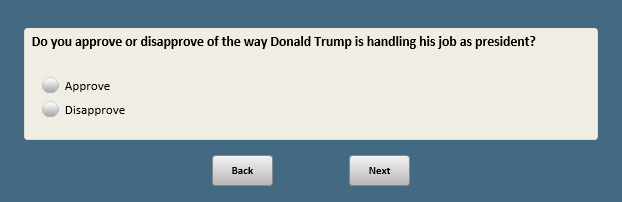 Do you approve or disapprove of the way Donald Trump is handling his job as president?
Approve
Disapprove
Back
Next